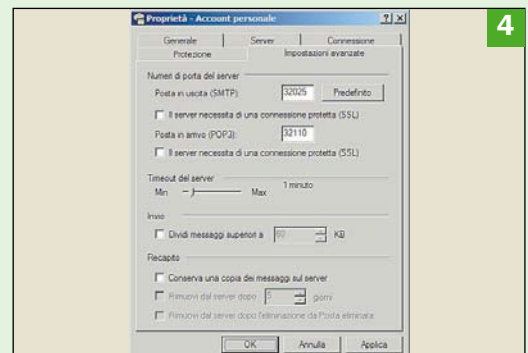 4
Proprietà - Account personale
Generale Server Connessione
Protezione Impostazioni avanzate
Numeri di porta del server
Posta in uscita (SMTP): 32025 Predefinito
Il server necessita di una connessione protetta (SSL)
Posta in arrivo (POP3): 32110
Il server necessita di una connessione protetta (SSL)
Timeout del server
Min Max 1 minuto
Invio
Dividi messaggi superiori a 60 KB
Recapito
Conserva una copia dei messaggi sul server
Rimuovi dal server dopo 5 giorni
Rimuovi dal server dopo l'eliminazione da Posta eliminata
OK Annulla Applica